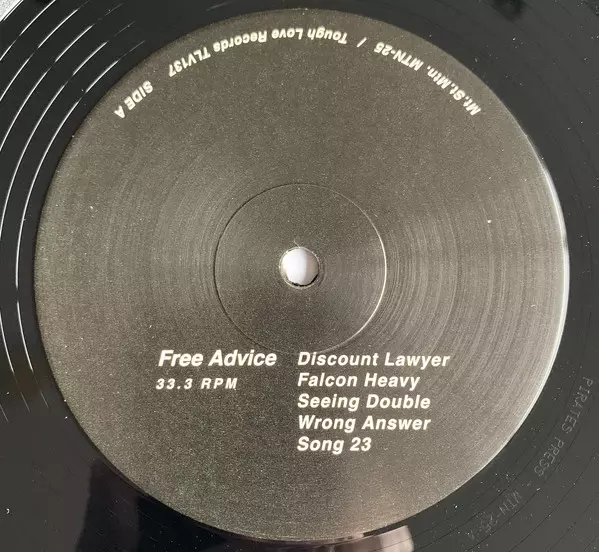 SIDE A
Mt.St.Mtn. MTN-25 / Tough Love Records TLV137
Free Advice
33.3 RPM
Discount Lawyer
Falcon Heavy
Seeing Double
Wrong Answer
Song 23
PIRATES PRESS -